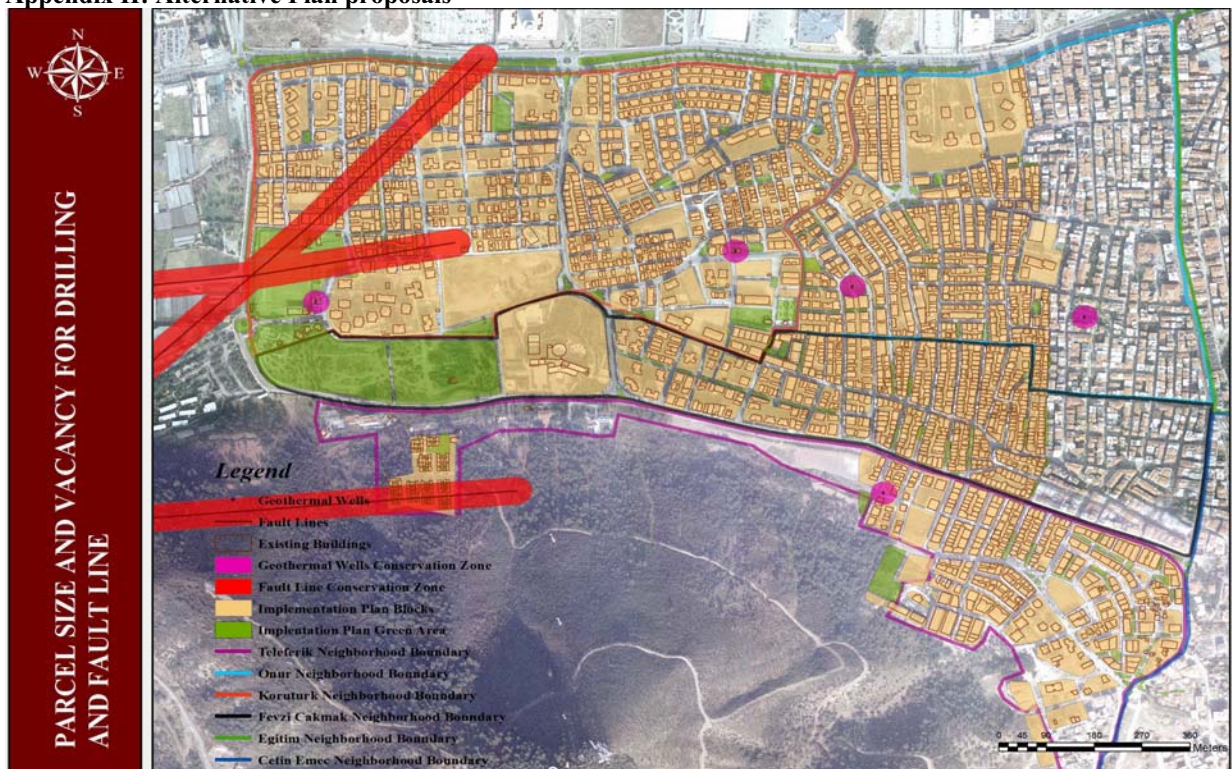 Appendix II: Alternative Plan proposals
N
W
E
S
PARCEL SIZE AND VACANCY FOR DRILLING
AND FAULT LINE
Legend
Geothermal Wells
Fault Lines
Existing Buildings
Geothermal Wells Conservation Zone
Fault Line Conservation Zone
Implementation Plan Blocks
Implentation Plan Green Area
Teleferik Neighborhood Boundary
Onur Neighborhood Boundary
Koruturk Neighborhood Boundary
Fevzi Cakmak Neighborhood Boundary
Egitim Neighborhood Boundary
Cetin Emec Neighborhood Boundary
0 45 90 180 270 360
Meters